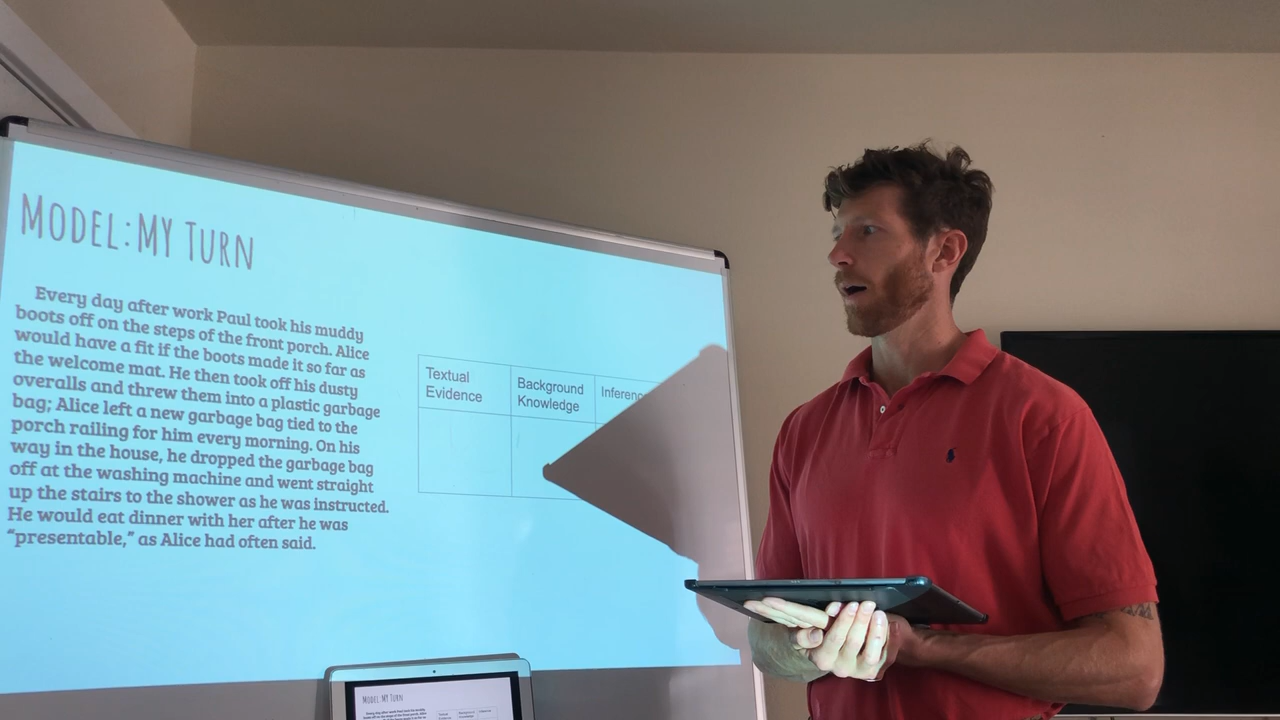 MODEL: MY TURN
Every day after work Paul took his muddy
boots off on the steps of the front porch. Alice
would have a fit if the boots made it so far as
the welcome mat. He then took off his dusty
overalls and threw them into a plastic garbage
bag; Alice left a new garbage bag tied to the
porch railing for him every morning. On his
way in the house, he dropped the garbage bag
off at the washing machine and went straight
up the stairs to the shower as he was instructed.
He would eat dinner with her after he was
“presentable,” as Alice had often said.
Textual
Evidence
Background
Knowledge
MODEL: MY TURN